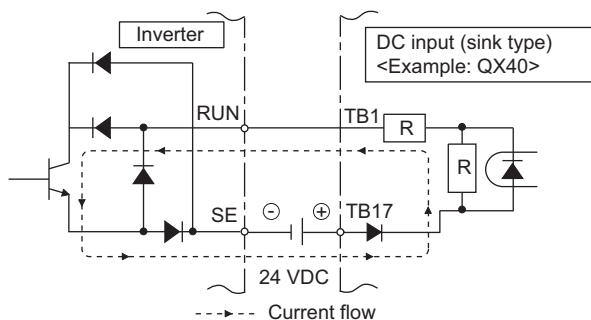 Inverter
DC input (sink type)
<Example: QX40>
RUN
TB1
R
R
SE
⊖
⊕
TB17
24 VDC
Current flow